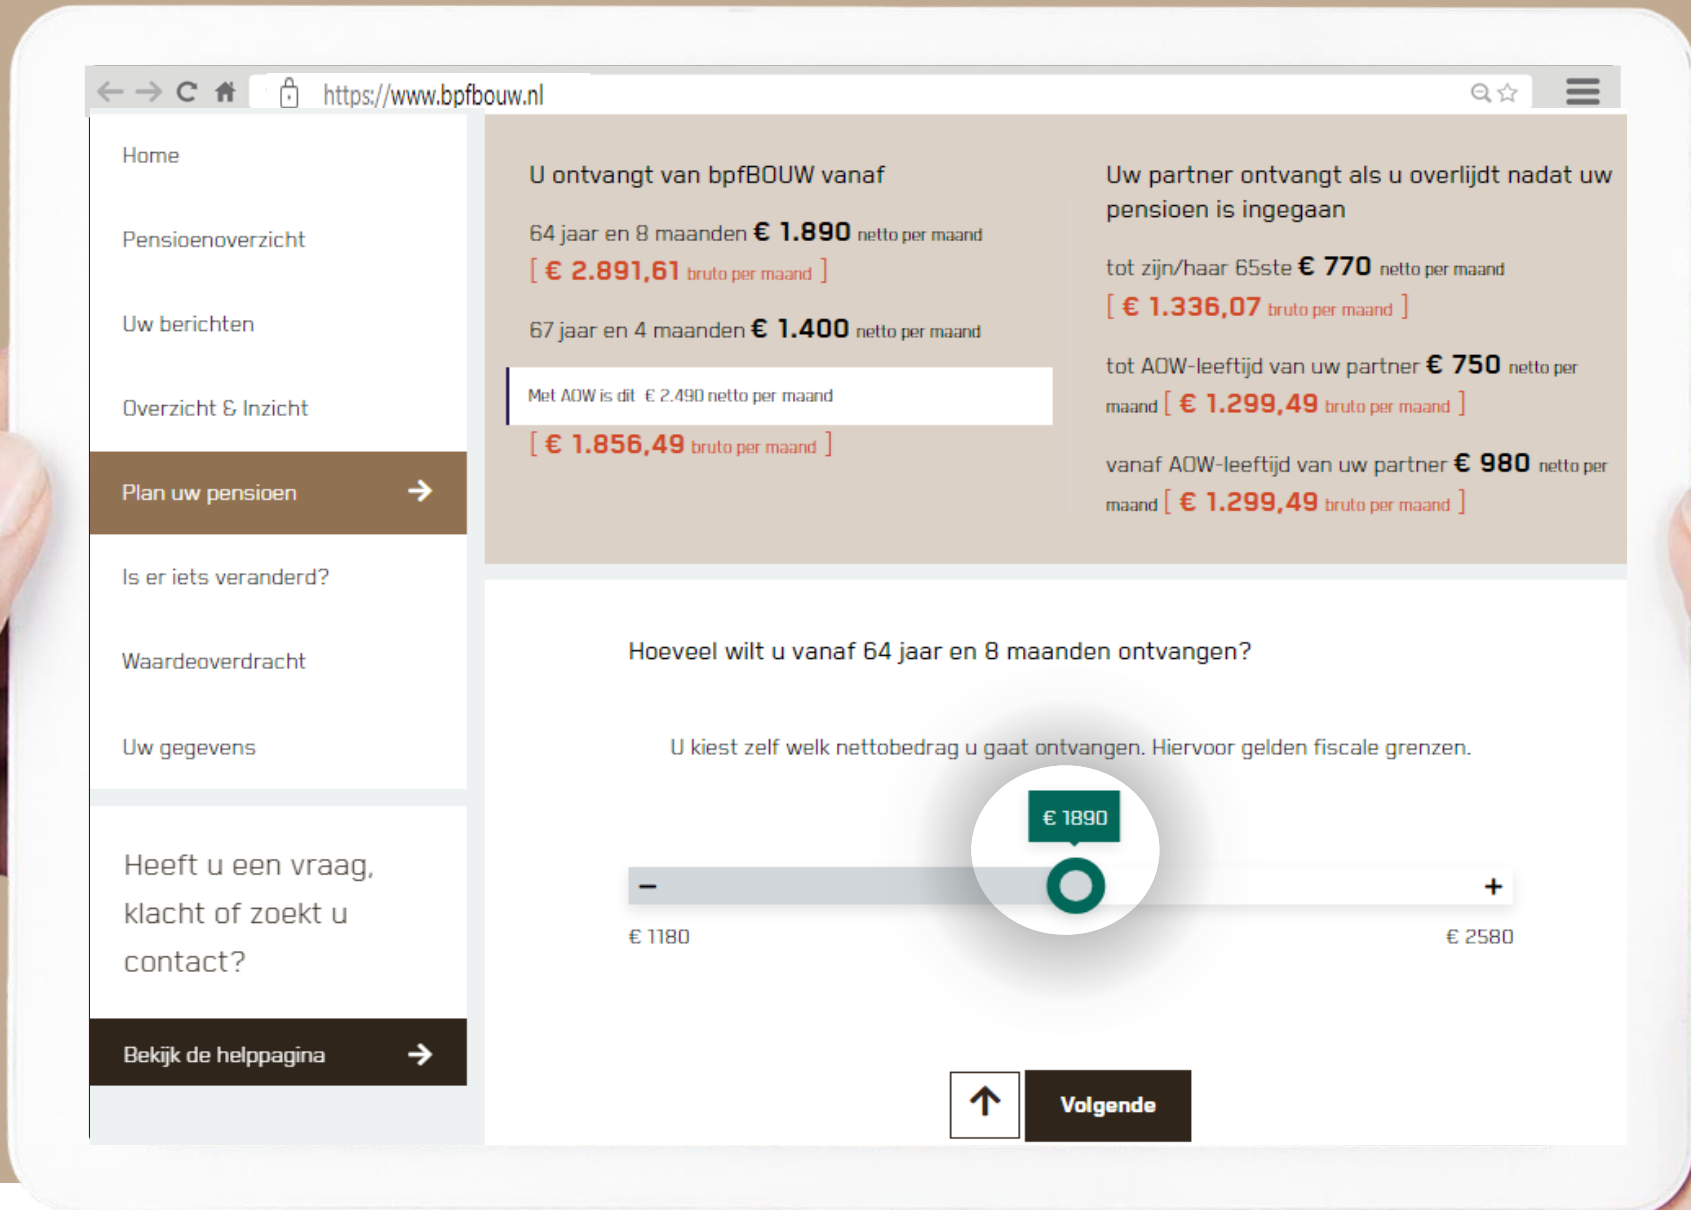 https://www.bpfbouw.nl
Home
Pensioenoverzicht
Uw berichten
Overzicht & Inzicht
Plan uw pensioen
Is er iets veranderd?
Waardeoverdracht
Uw gegevens
Heeft u een vraag,
klacht of zoekt u
contact?
Bekijk de helppagina
U ontvangt van bpfBOUW vanaf
64 jaar en 8 maanden € 1.890 netto per maand
[ € 2.891,61 bruto per maand ]
67 jaar en 4 maanden € 1.400 netto per maand
Met AOW is dit € 2.490 netto per maand
[ € 1.856,49 bruto per maand ]
Uw partner ontvangt als u overlijdt nadat uw
pensioen is ingegaan
tot zijn/haar 65ste € 770 netto per maand
[ € 1.336,07 bruto per maand ]
tot AOW-leeftijd van uw partner € 750 netto per
maand [ € 1.299,49 bruto per maand ]
vanaf AOW-leeftijd van uw partner € 980 netto per
maand [ € 1.299,49 bruto per maand ]
Hoeveel wilt u vanaf 64 jaar en 8 maanden ontvangen?
U kiest zelf welk nettobedrag u gaat ontvangen. Hiervoor gelden fiscale grenzen.
€ 1890
− +
€ 1180 € 2580
Volgende